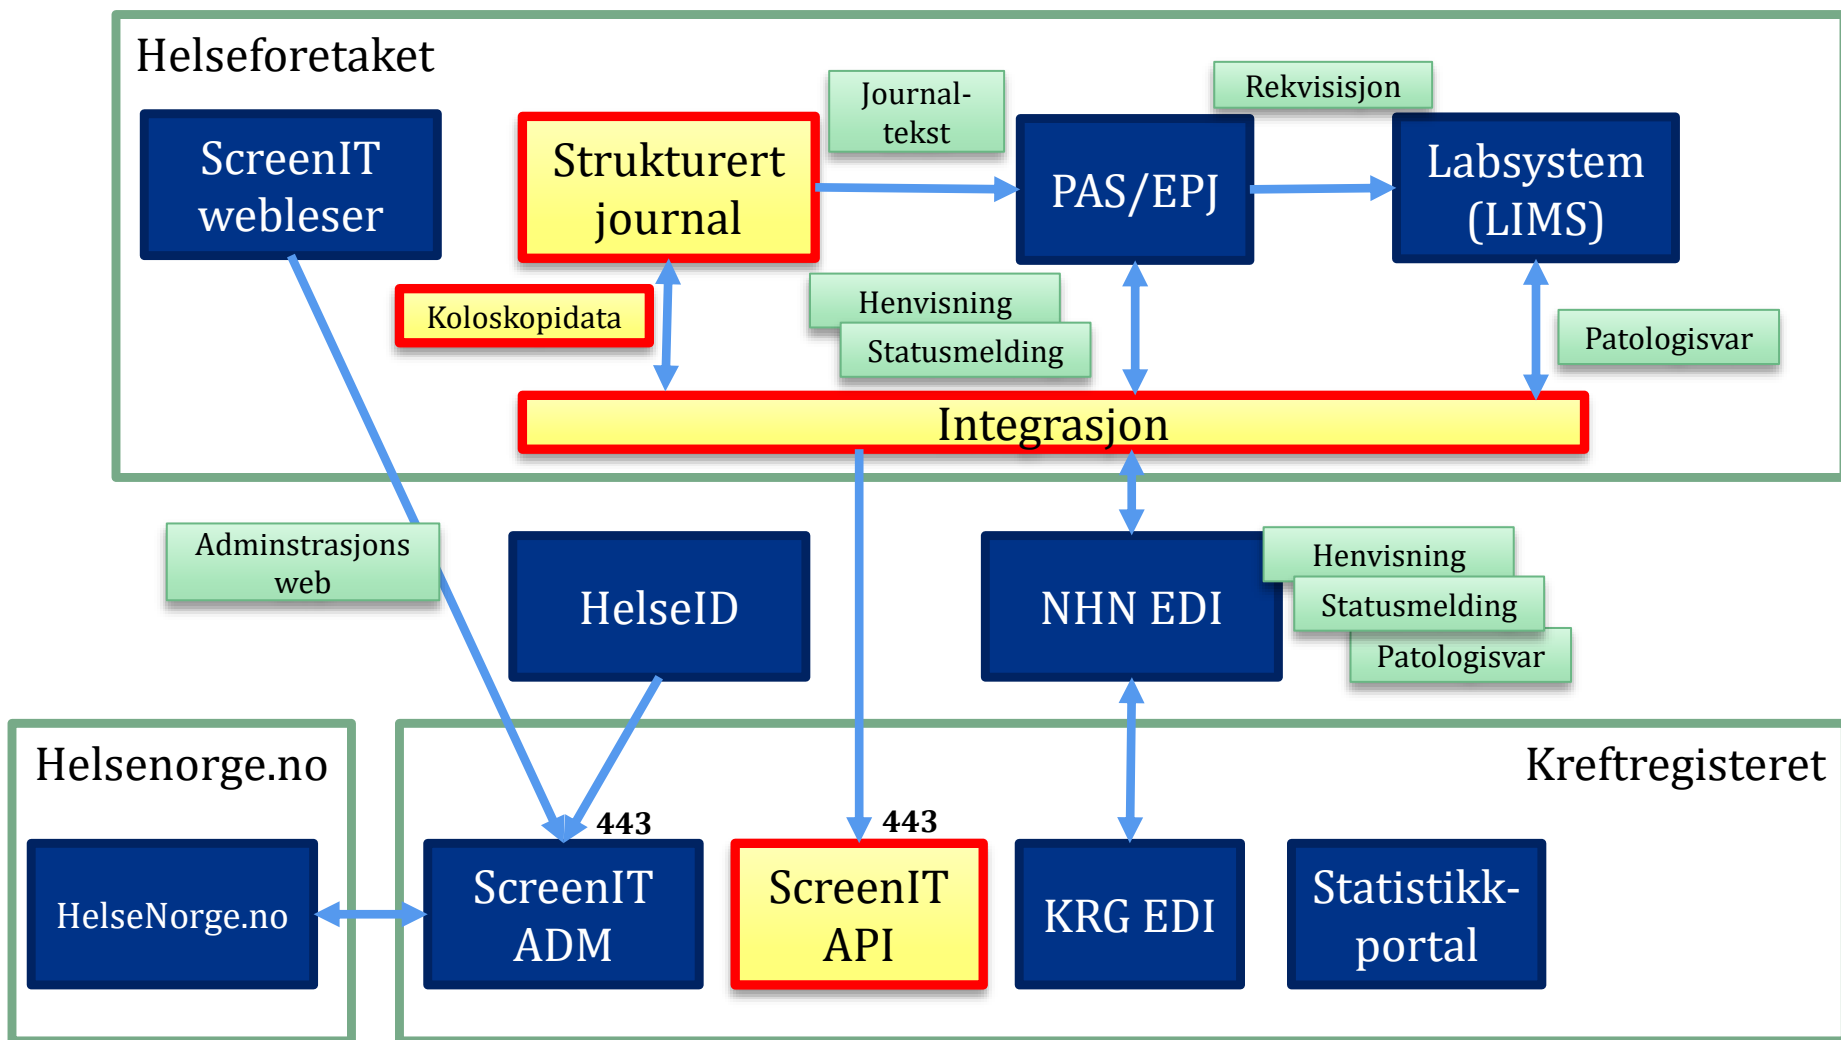 Helseforetaket
ScreenIT
webleser
Strukturert
journal
Journal-
tekst
PAS/EPJ
Rekvisisjon
Labsystem
(LIMS)
Koloskopidata
Henvisning
Statusmelding
Patologisvar
Integrasjon
Adminstrasjons
web
HelseID
NHN EDI
Henvisning
Statusmelding
Patologisvar
Helsenorge.no
HelseNorge.no
Kreftregisteret
443
ScreenIT
ADM
443
ScreenIT
API
KRG EDI
Statistikk-
portal